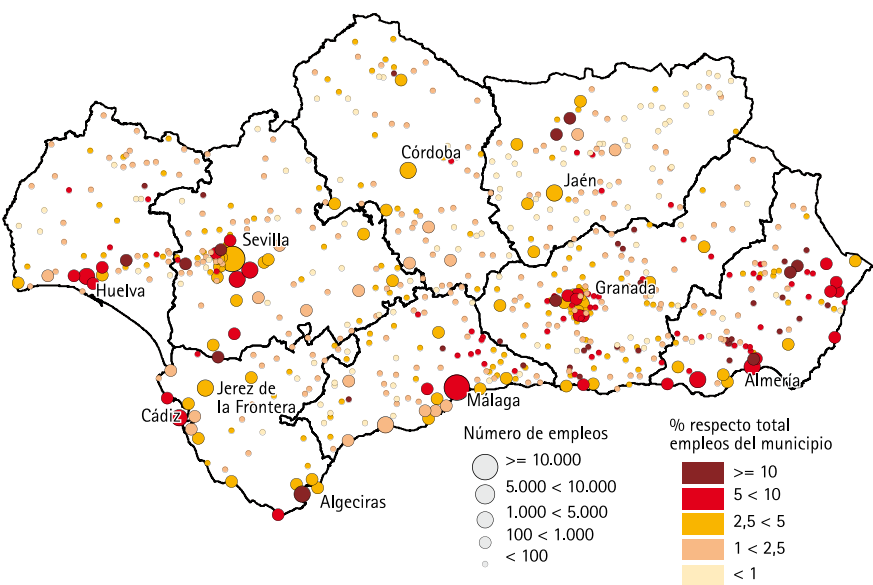 Córdoba
Jaén
Sevilla
Huelva
Granada
Almería
Jerez de
la Frontera
Cádiz
Málaga
Algeciras
Número de empleos
>= 10.000
5.000 < 10.000
1.000 < 5.000
100 < 1.000
< 100
% respecto total
empleos del municipio
>= 10
5 < 10
2,5 < 5
1 < 2,5
< 1